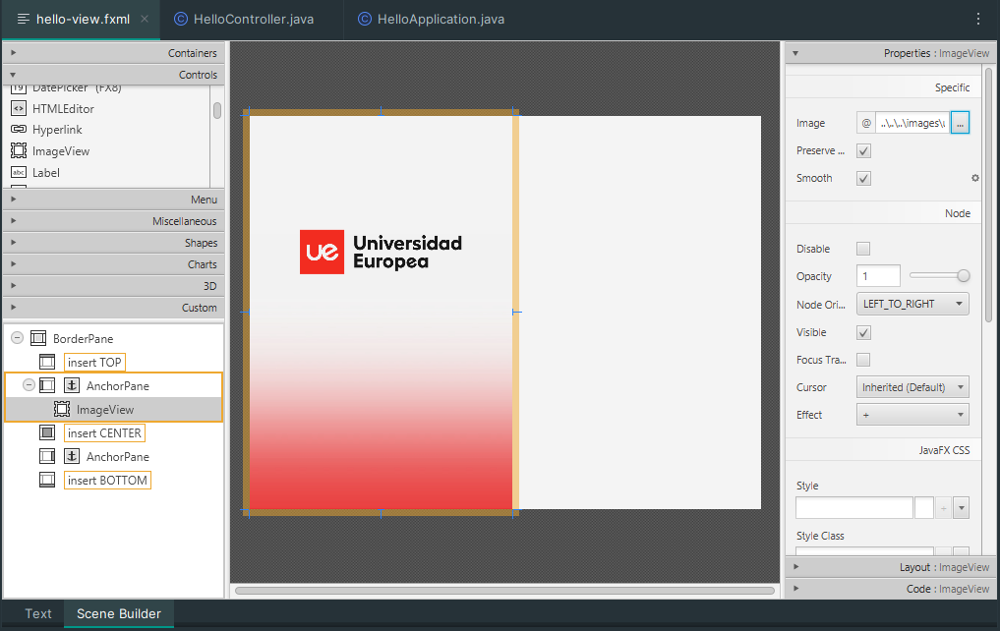 hello-view.fxml
HelloController.java
HelloApplication.java
Containers
Controls
DatePicker (FX8)
HTMLEditor
Hyperlink
ImageView
abc Label
Menu
Miscellaneous
Shapes
Charts
3D
Custom
BorderPane
insert TOP
AnchorPane
ImageView
insert CENTER
AnchorPane
insert BOTTOM
ue Universidad
Europea
Properties : ImageView
Specific
Image @ ..\..\..\images\ ...
Preserve ...
Smooth
Node
Disable
Opacity 1
Node Ori... LEFT_TO_RIGHT
Visible
Focus Tra...
Cursor Inherited (Default)
Effect +
JavaFX CSS
Style
+
Style Class
Layout : ImageView
Code : ImageView
Text
Scene Builder